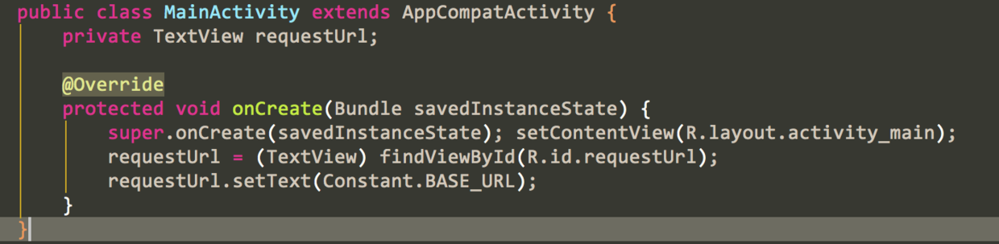 public class MainActivity extends AppCompatActivity {
    private TextView requestUrl;

    @Override
    protected void onCreate(Bundle savedInstanceState) {
        super.onCreate(savedInstanceState); setContentView(R.layout.activity_main);
        requestUrl = (TextView) findViewById(R.id.requestUrl);
        requestUrl.setText(Constant.BASE_URL);
    }
}